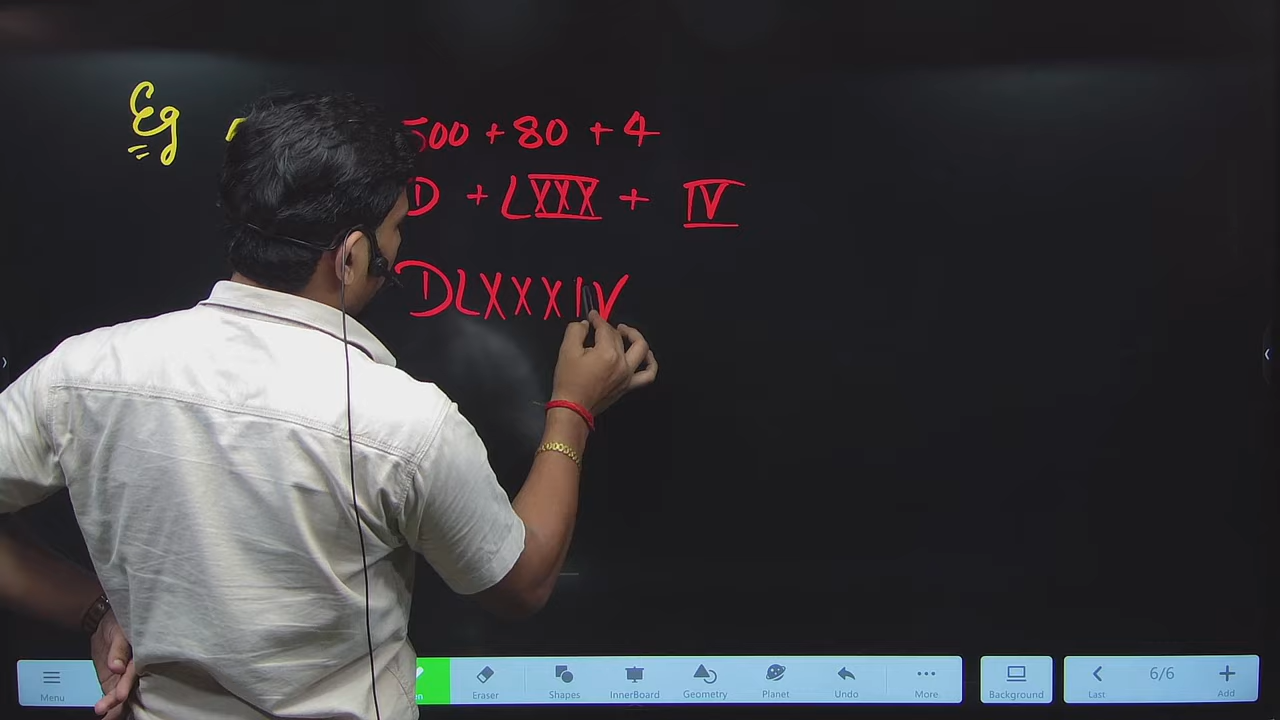 Eg 500 + 80 + 4
D + LXXX + IV
DLXXXIV
Menu Eraser Shapes InnerBoard Geometry Planet Undo More Background Last 6/6 Add